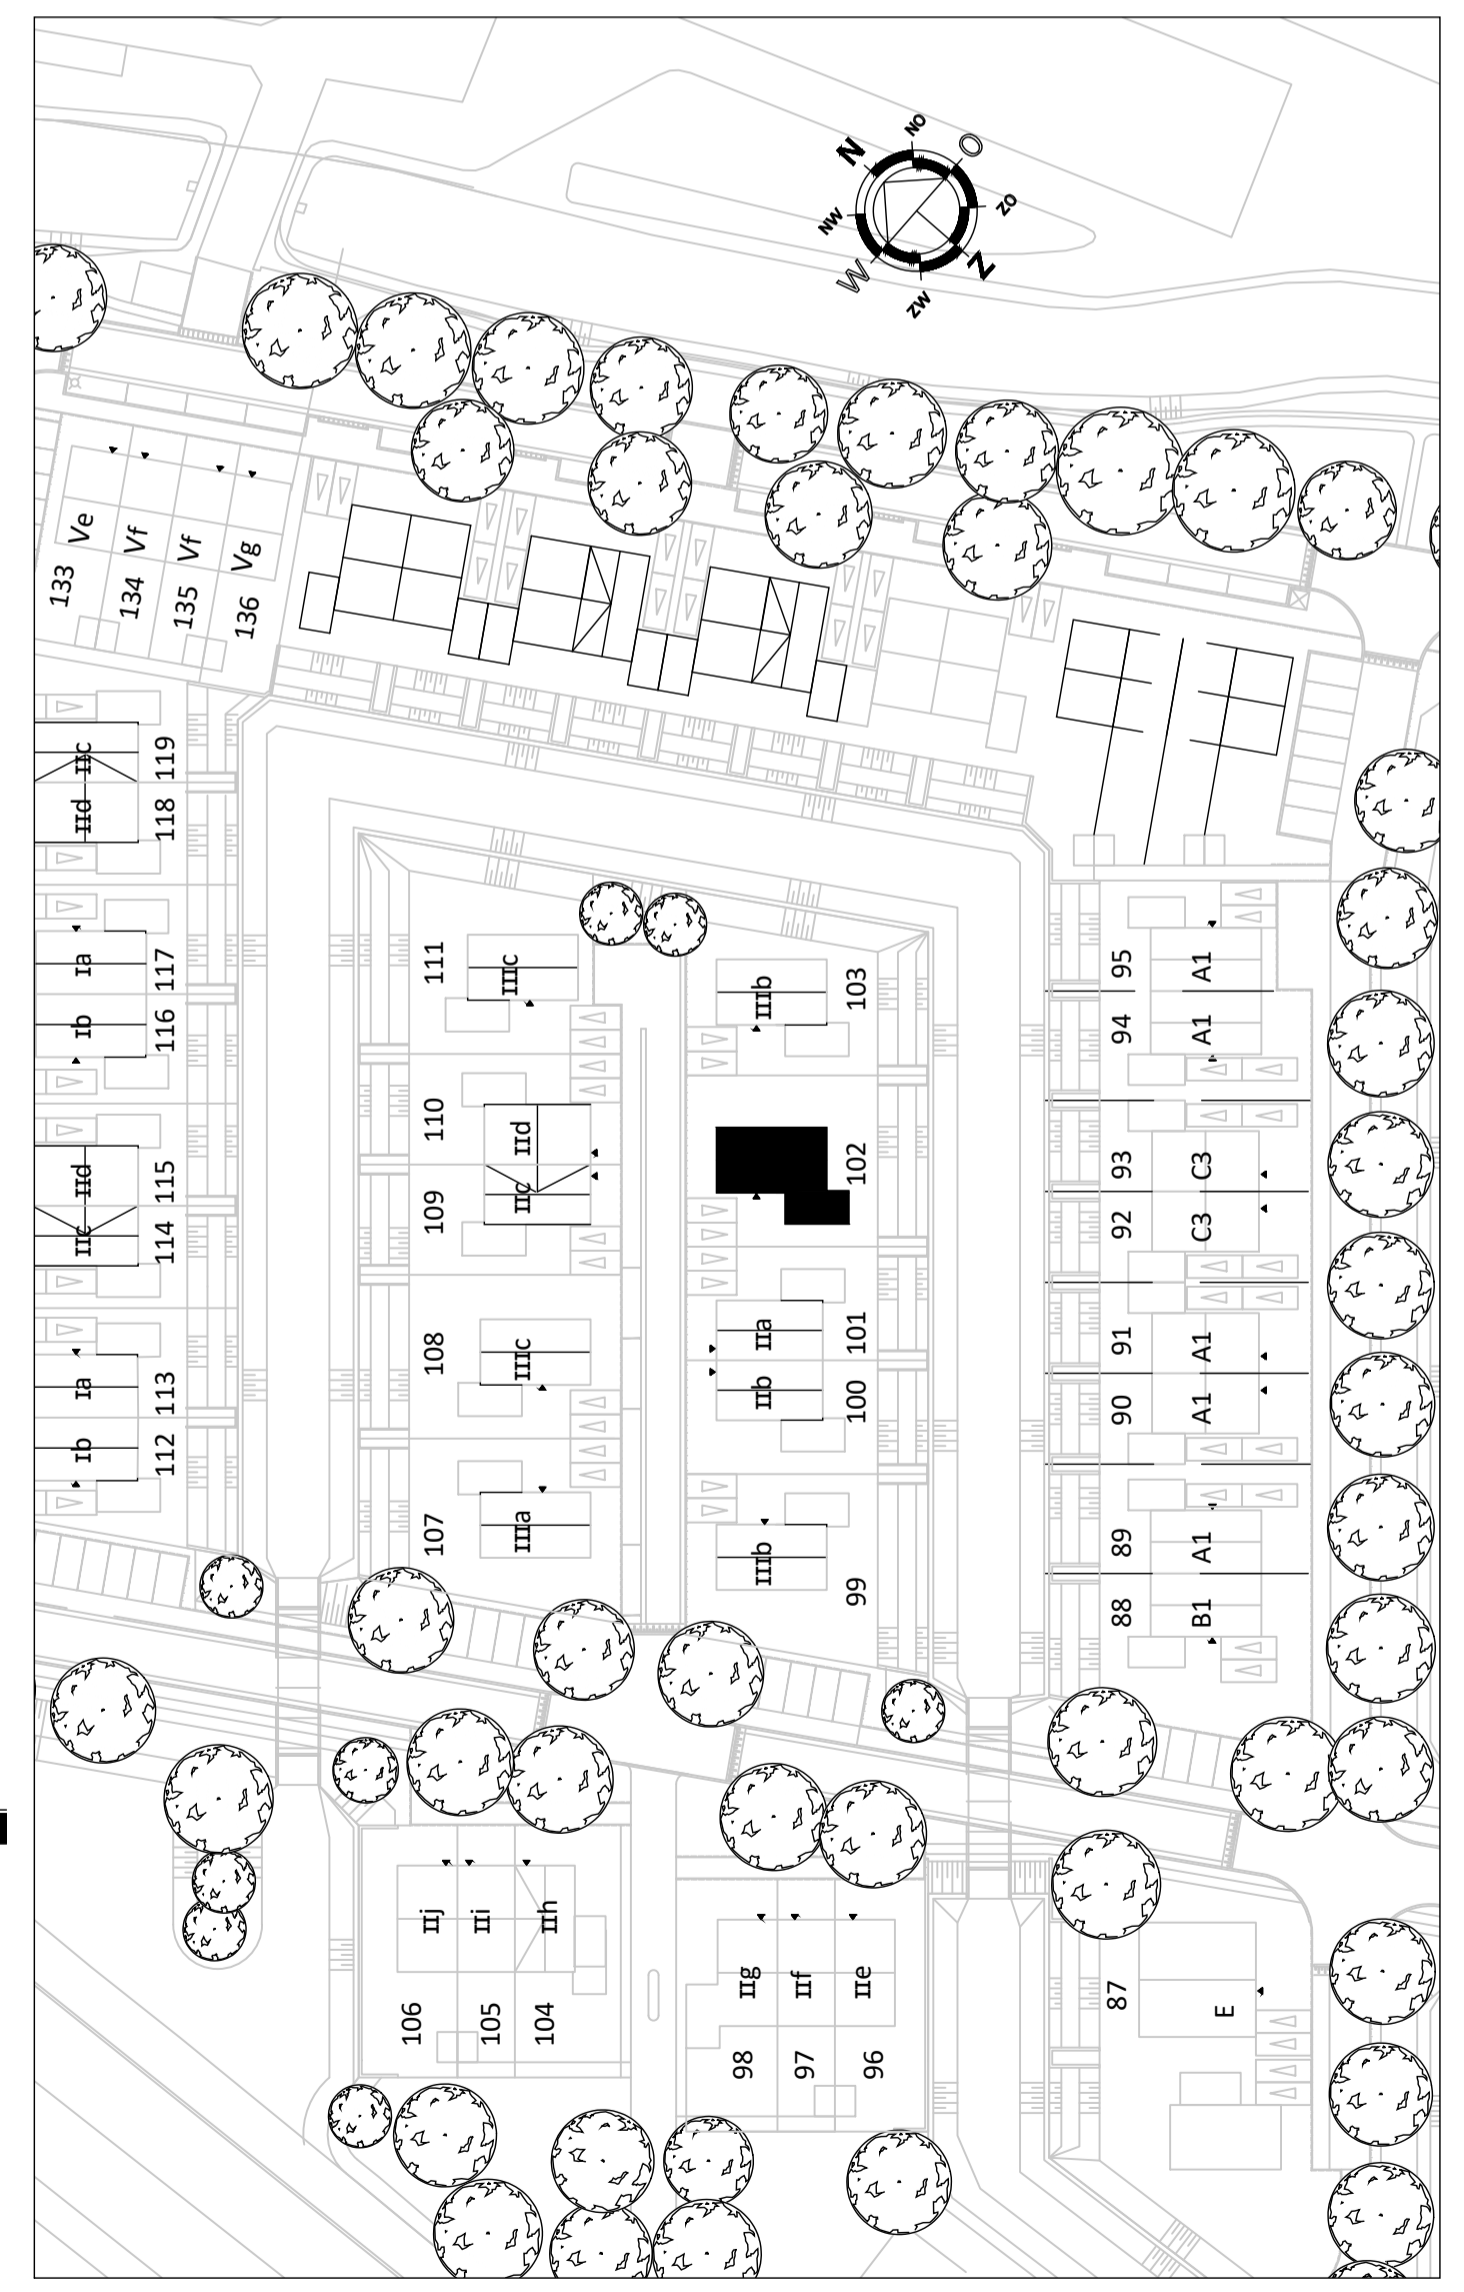 N
NO
O
ZO
Z
ZW
W
NW
133 Ve
134 Vf
135 Vf
136 Vg
IIc 119
IId 118
Ia 117
Ib 116
IId 115
IIc 114
Ia 113
Ib 112
111 IIIc
110 IId
109 IIc
108 IIIc
107 IIIa
IIIb 103
102
IIa 101
IIb 100
IIIb 99
95 A1
94 A1
93 C3
92 C3
91 A1
90 A1
89 A1
88 B1
IIj IIi IIh
106 105 104
IIg IIf IIe
98 97 96
87 E